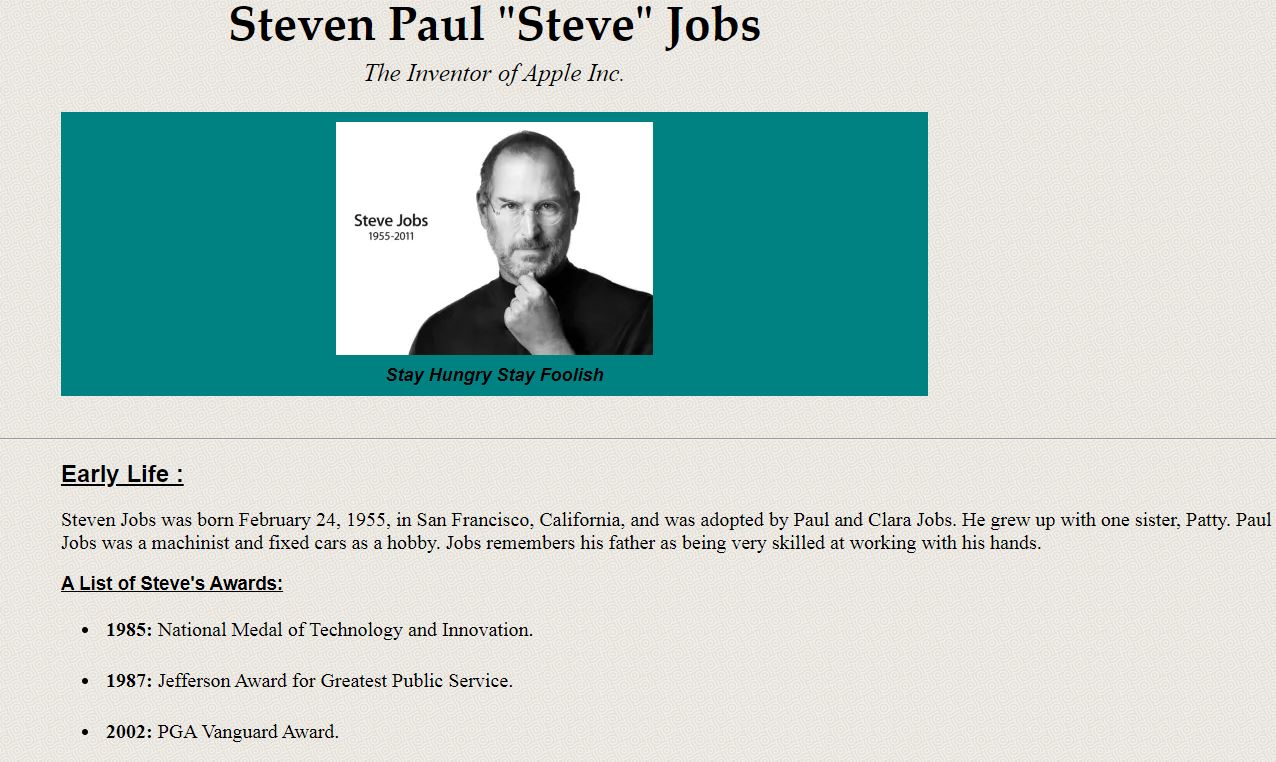 Steven Paul "Steve" Jobs
The Inventor of Apple Inc.
Steve Jobs
1955-2011
Stay Hungry Stay Foolish
Early Life :
Steven Jobs was born February 24, 1955, in San Francisco, California, and was adopted by Paul and Clara Jobs. He grew up with one sister, Patty. Paul
Jobs was a machinist and fixed cars as a hobby. Jobs remembers his father as being very skilled at working with his hands.
A List of Steve's Awards:
• 1985: National Medal of Technology and Innovation.
• 1987: Jefferson Award for Greatest Public Service.
• 2002: PGA Vanguard Award.